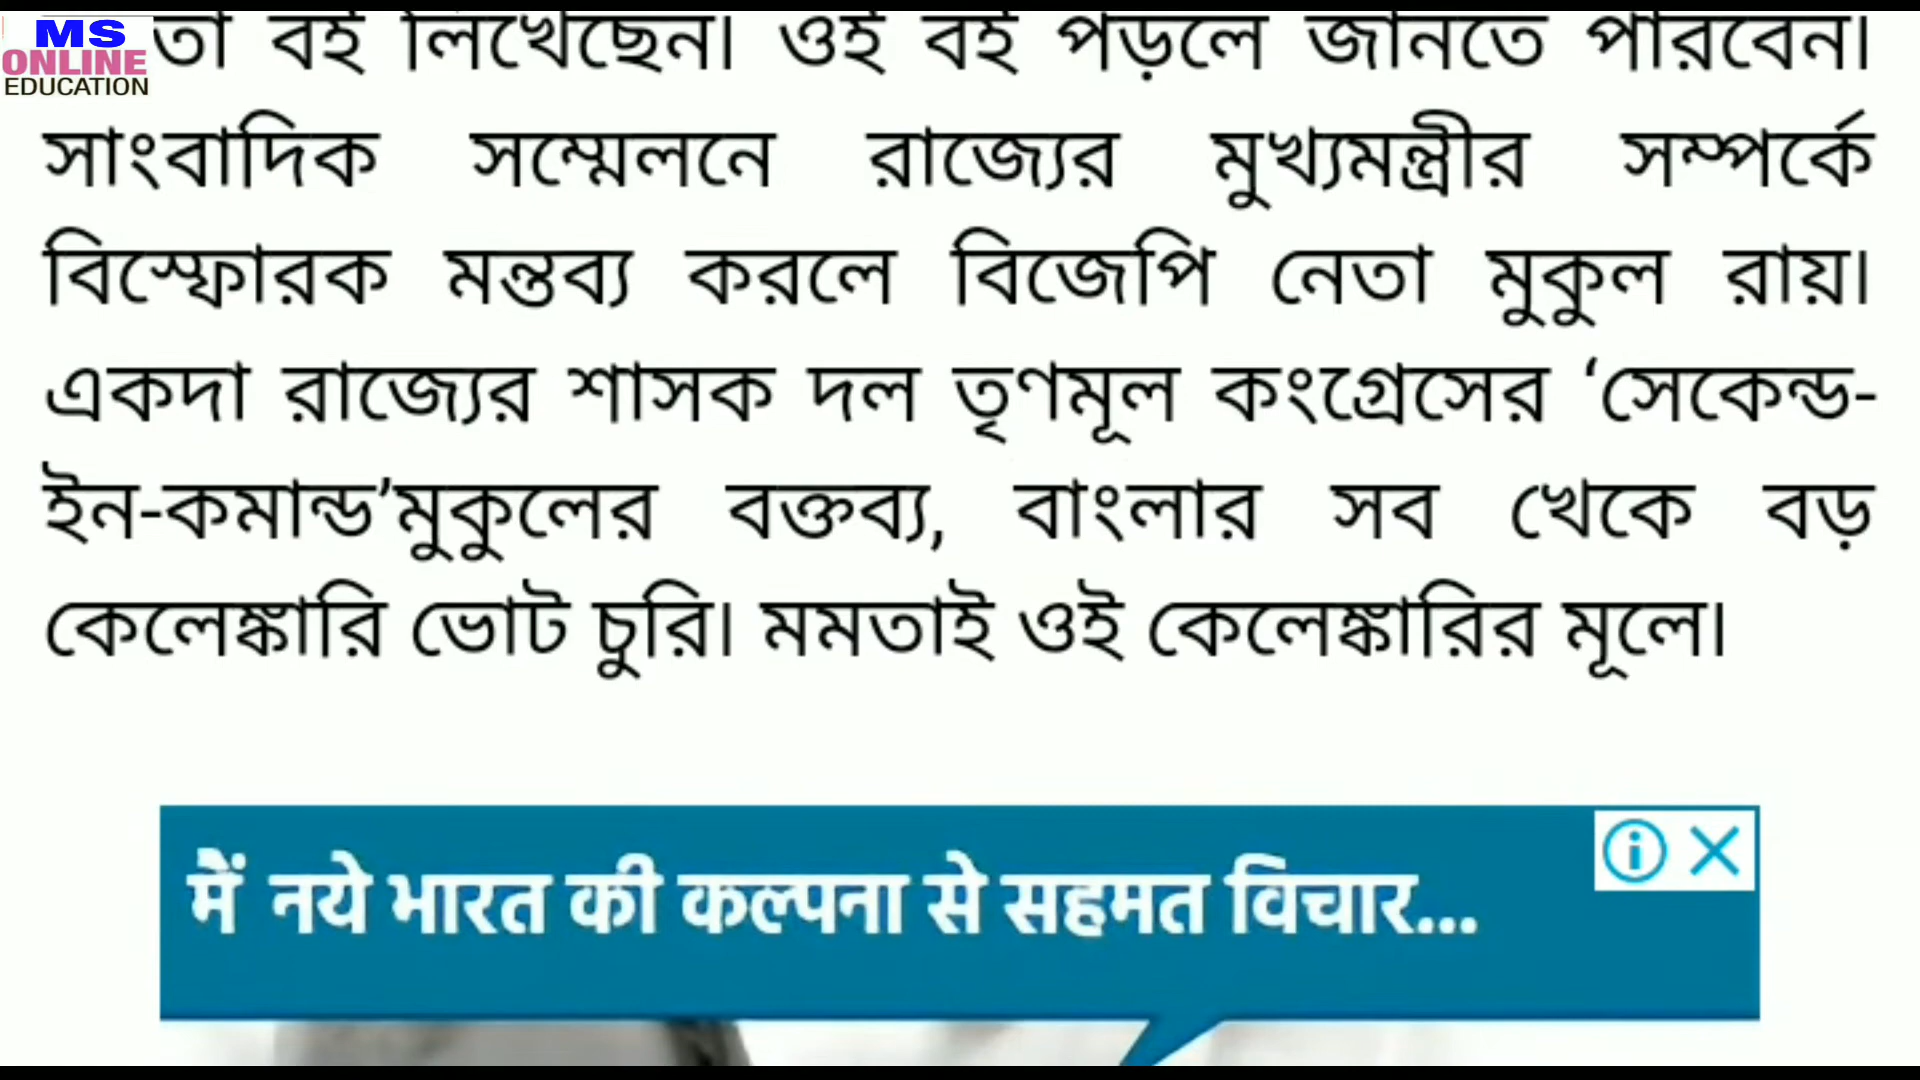 MS
ONLINE
EDUCATION
বই লিখেছেন। ওই বই পড়লে জানতে পারবেন।
সাংবাদিক সম্মেলনে রাজ্যের মুখ্যমন্ত্রীর সম্পর্কে
বিস্ফোরক মন্তব্য করলে বিজেপি নেতা মুকুল রায়।
একদা রাজ্যের শাসক দল তৃণমূল কংগ্রেসের ‘সেকেন্ড-
ইন-কমান্ড’মুকুলের বক্তব্য, বাংলার সব থেকে বড়
কেলেঙ্কারি ভোট চুরি। মমতাই ওই কেলেঙ্কারির মূলে।
मैं नये भारत की कल्पना से सहमत विचार...